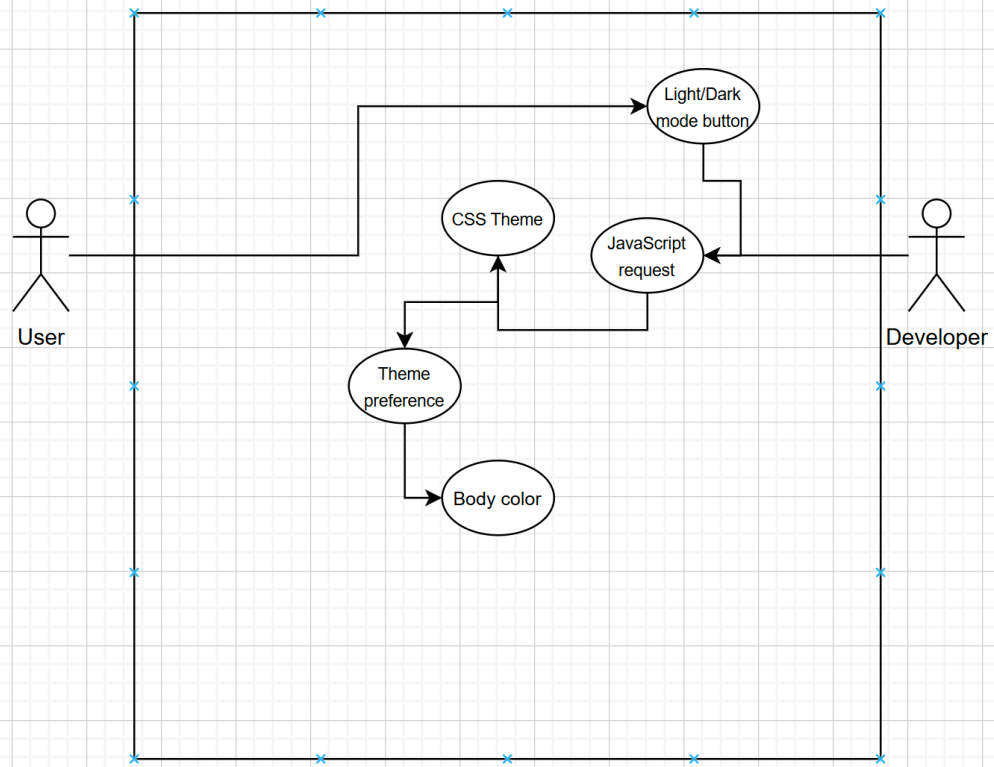 Light/Dark
mode button
CSS Theme
JavaScript
request
User
Developer
Theme
preference
Body color